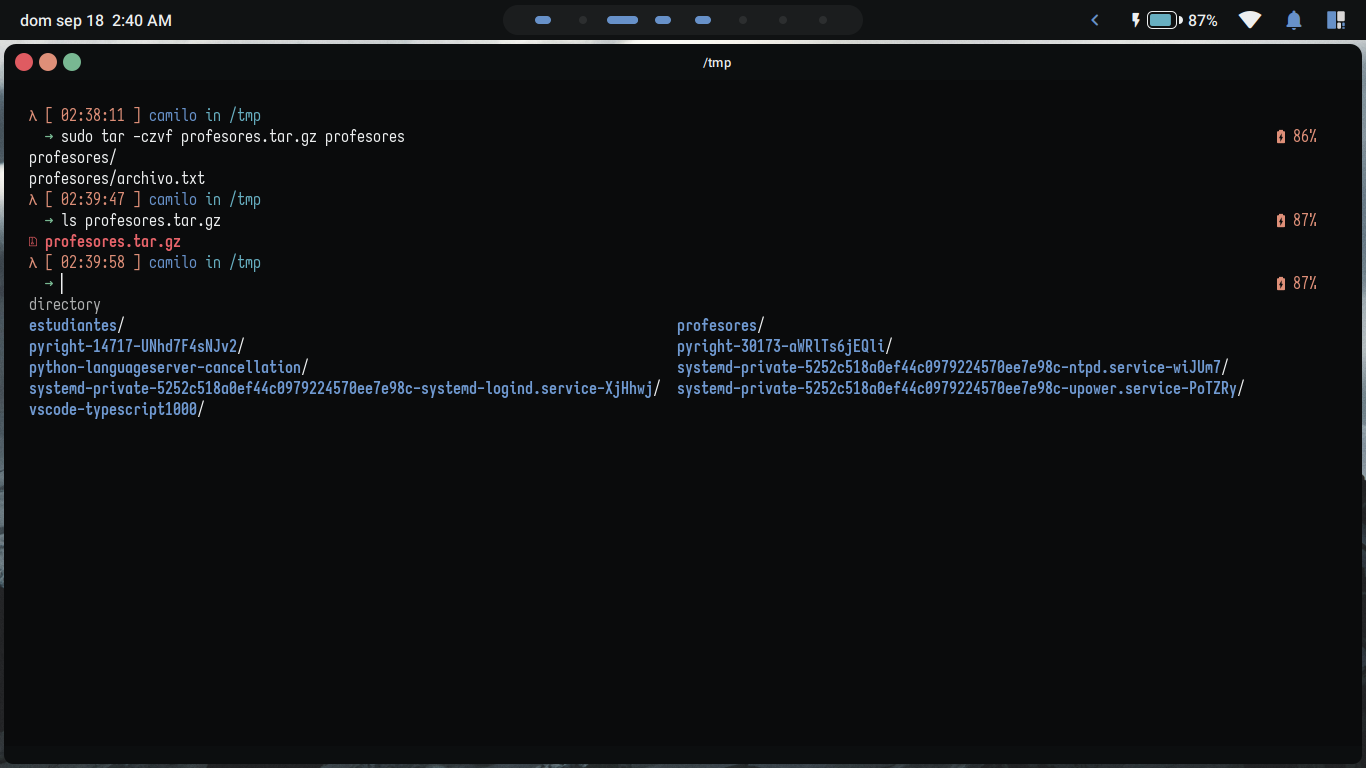 dom sep 18 2:40 AM
87%
/tmp
λ [ 02:38:11 ] camilo in /tmp
→ sudo tar -czvf profesores.tar.gz profesores 86%
profesores/
profesores/archivo.txt
λ [ 02:39:47 ] camilo in /tmp
→ ls profesores.tar.gz 87%
profesores.tar.gz
λ [ 02:39:58 ] camilo in /tmp
→ 87%
directory
estudiantes/ profesores/
pyright-14717-UNhd7F4sNJv2/ pyright-30173-aWRlTs6jEQli/
python-languageserver-cancellation/ systemd-private-5252c518a0ef44c0979224570ee7e98c-ntpd.service-wiJUm7/
systemd-private-5252c518a0ef44c0979224570ee7e98c-systemd-logind.service-XjHhwj/ systemd-private-5252c518a0ef44c0979224570ee7e98c-upower.service-PoTZRy/
vscode-typescript1000/